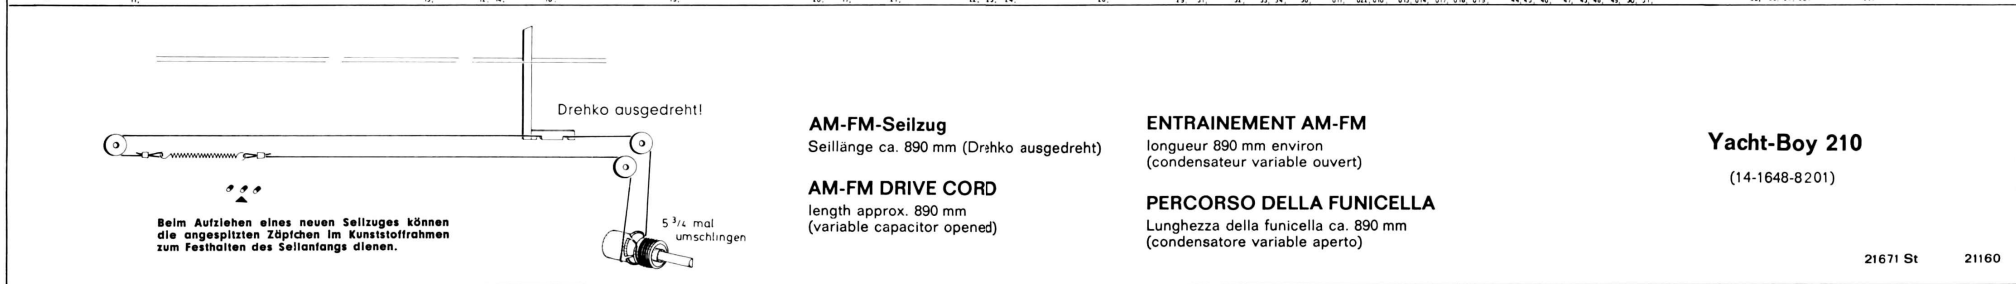 Drehko ausgedreht!
5 3/4 mal
umschlingen
Beim Aufziehen eines neuen Seilzuges können
die angespitzten Zäpfchen im Kunststoffrahmen
zum Festhalten des Seilanfangs dienen.
AM-FM-Seilzug
Seillänge ca. 890 mm (Drehko ausgedreht)
AM-FM DRIVE CORD
length approx. 890 mm
(variable capacitor opened)
ENTRAINEMENT AM-FM
longueur 890 mm environ
(condensateur variable ouvert)
PERCORSO DELLA FUNICELLA
Lunghezza della funicella ca. 890 mm
(condensatore variable aperto)
Yacht-Boy 210
(14-1648-8201)
21671 St 21160